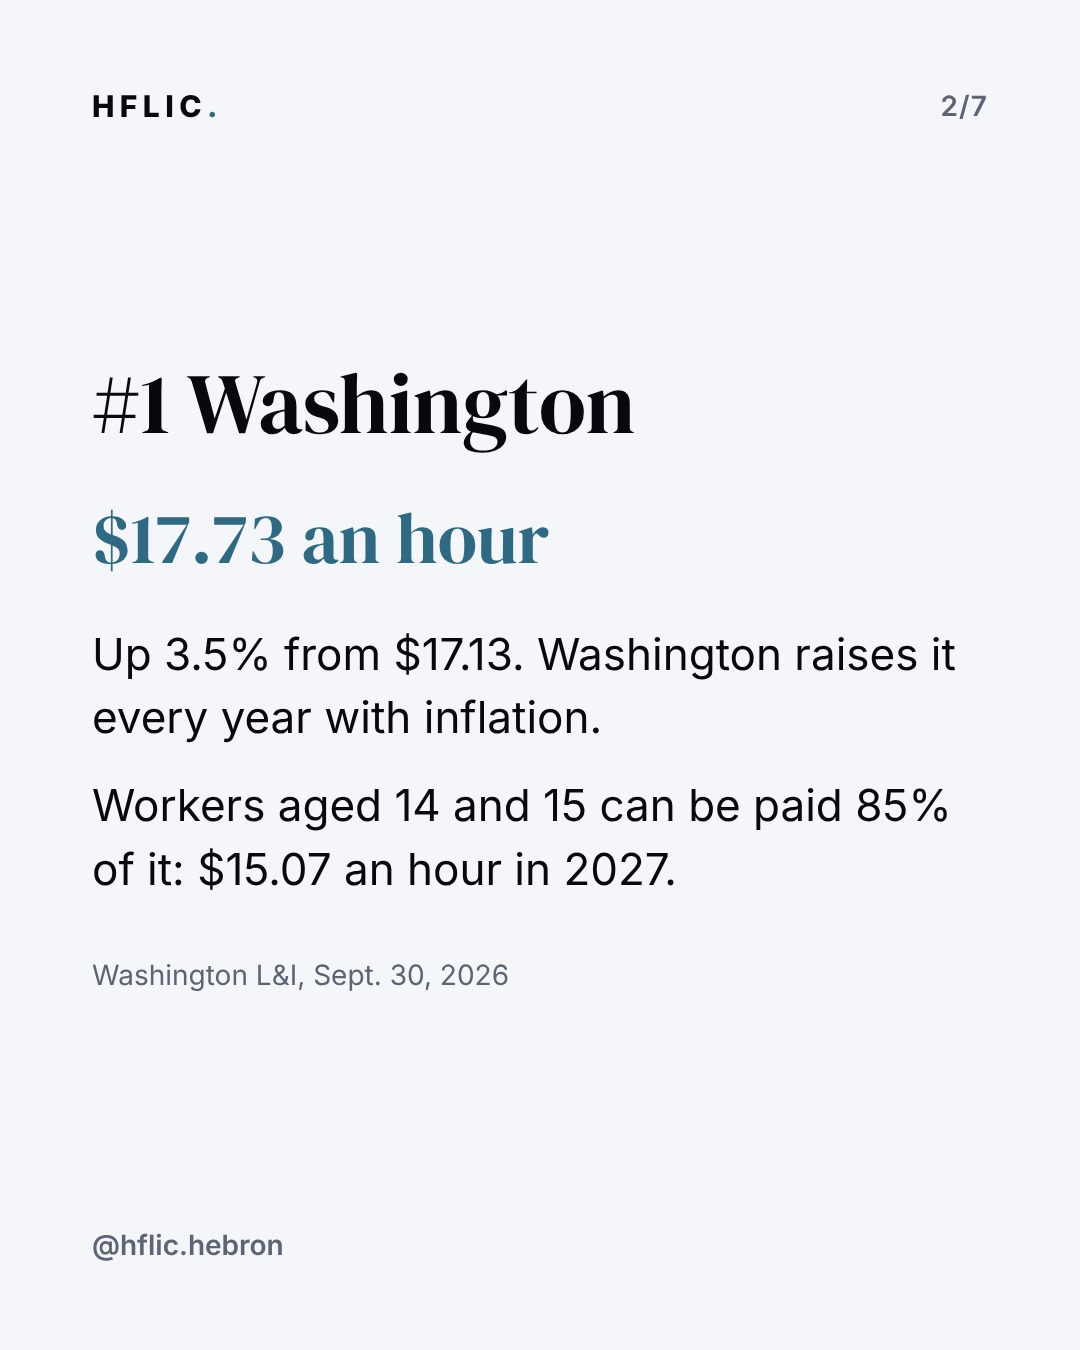 HFLIC.
2/7
#1 Washington
$17.73 an hour
Up 3.5% from $17.13. Washington raises it
every year with inflation.
Workers aged 14 and 15 can be paid 85%
of it: $15.07 an hour in 2027.
Washington L&I, Sept. 30, 2026
@hflic.hebron